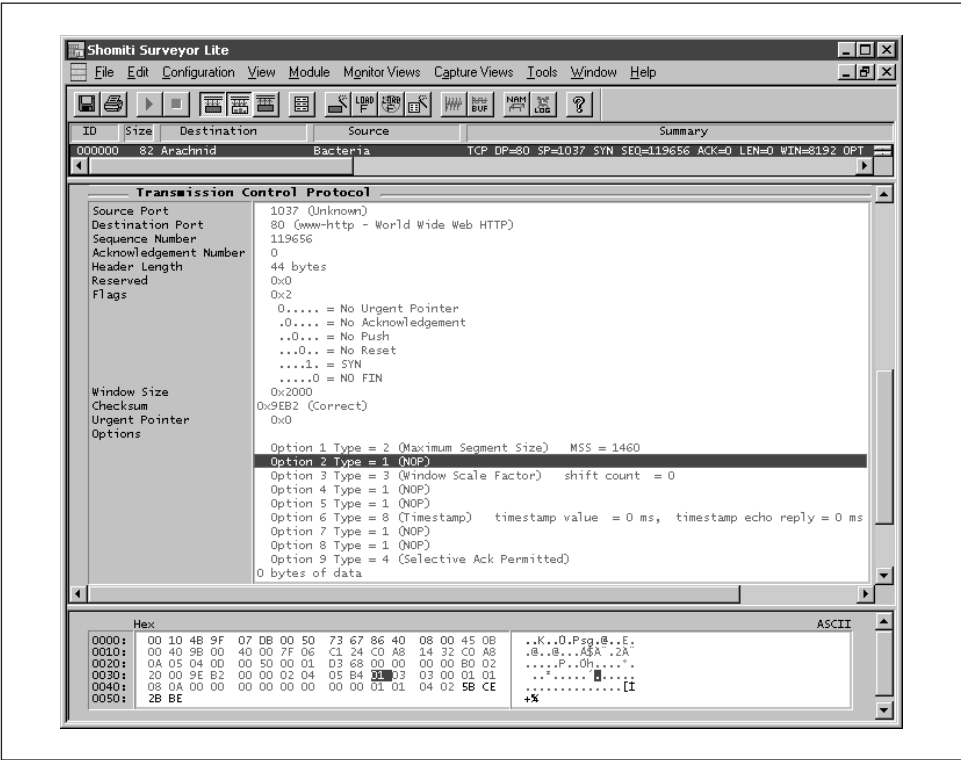 Shomiti Surveyor Lite
File Edit Configuration View Module Monitor Views Capture Views Tools Window Help
LOAD LOAD BUF NAM LOG
ID Size Destination Source Summary
000000 82 Arachnid Bacteria TCP DP=80 SP=1037 SYN SEQ=119656 ACK=0 LEN=0 WIN=8192 OPT
Transmission Control Protocol
Source Port 1037 (Unknown)
Destination Port 80 (www-http - World Wide Web HTTP)
Sequence Number 119656
Acknowledgement Number 0
Header Length 44 bytes
Reserved 0x0
Flags 0x2
0..... = No Urgent Pointer
.0.... = No Acknowledgement
..0... = No Push
...0.. = No Reset
....1. = SYN
.....0 = NO FIN
Window Size 0x2000
Checksum 0x9EB2 (Correct)
Urgent Pointer 0x0
Options
Option 1 Type = 2 (Maximum Segment Size) MSS = 1460
Option 2 Type = 1 (NOP)
Option 3 Type = 3 (Window Scale Factor) shift count = 0
Option 4 Type = 1 (NOP)
Option 5 Type = 1 (NOP)
Option 6 Type = 8 (Timestamp) timestamp value = 0 ms, timestamp echo reply = 0 ms
Option 7 Type = 1 (NOP)
Option 8 Type = 1 (NOP)
Option 9 Type = 4 (Selective Ack Permitted)
0 bytes of data
Hex ASCII
0000: 00 10 4B 9F 07 DB 00 50 73 67 86 40 08 00 45 0B ..K..Û.Psg.@..E.
0010: 00 40 9B 00 40 00 7F 06 C1 24 C0 A8 14 32 C0 A8 .@..@...Á$À¨.2À¨
0020: 0A 05 04 0D 00 50 00 01 D3 68 00 00 00 00 B0 02 .....P..Óh....°.
0030: 20 00 9E B2 00 00 02 04 05 B4 01 03 03 00 01 01
0040: 08 0A 00 00 00 00 00 00 00 00 01 01 04 02 5B CE ..............[Î
0050: 2B BE +¾